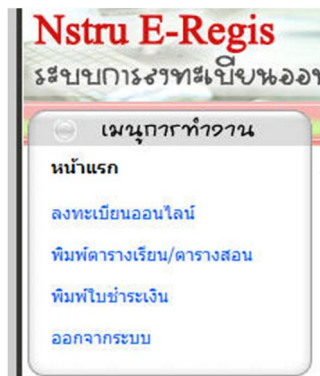 Nstru E-Regis
ระบบการลงทะเบียนออน
เมนูการทำงาน
หน้าแรก
ลงทะเบียนออนไลน์
พิมพ์ตารางเรียน/ตารางสอน
พิมพ์ใบชำระเงิน
ออกจากระบบ